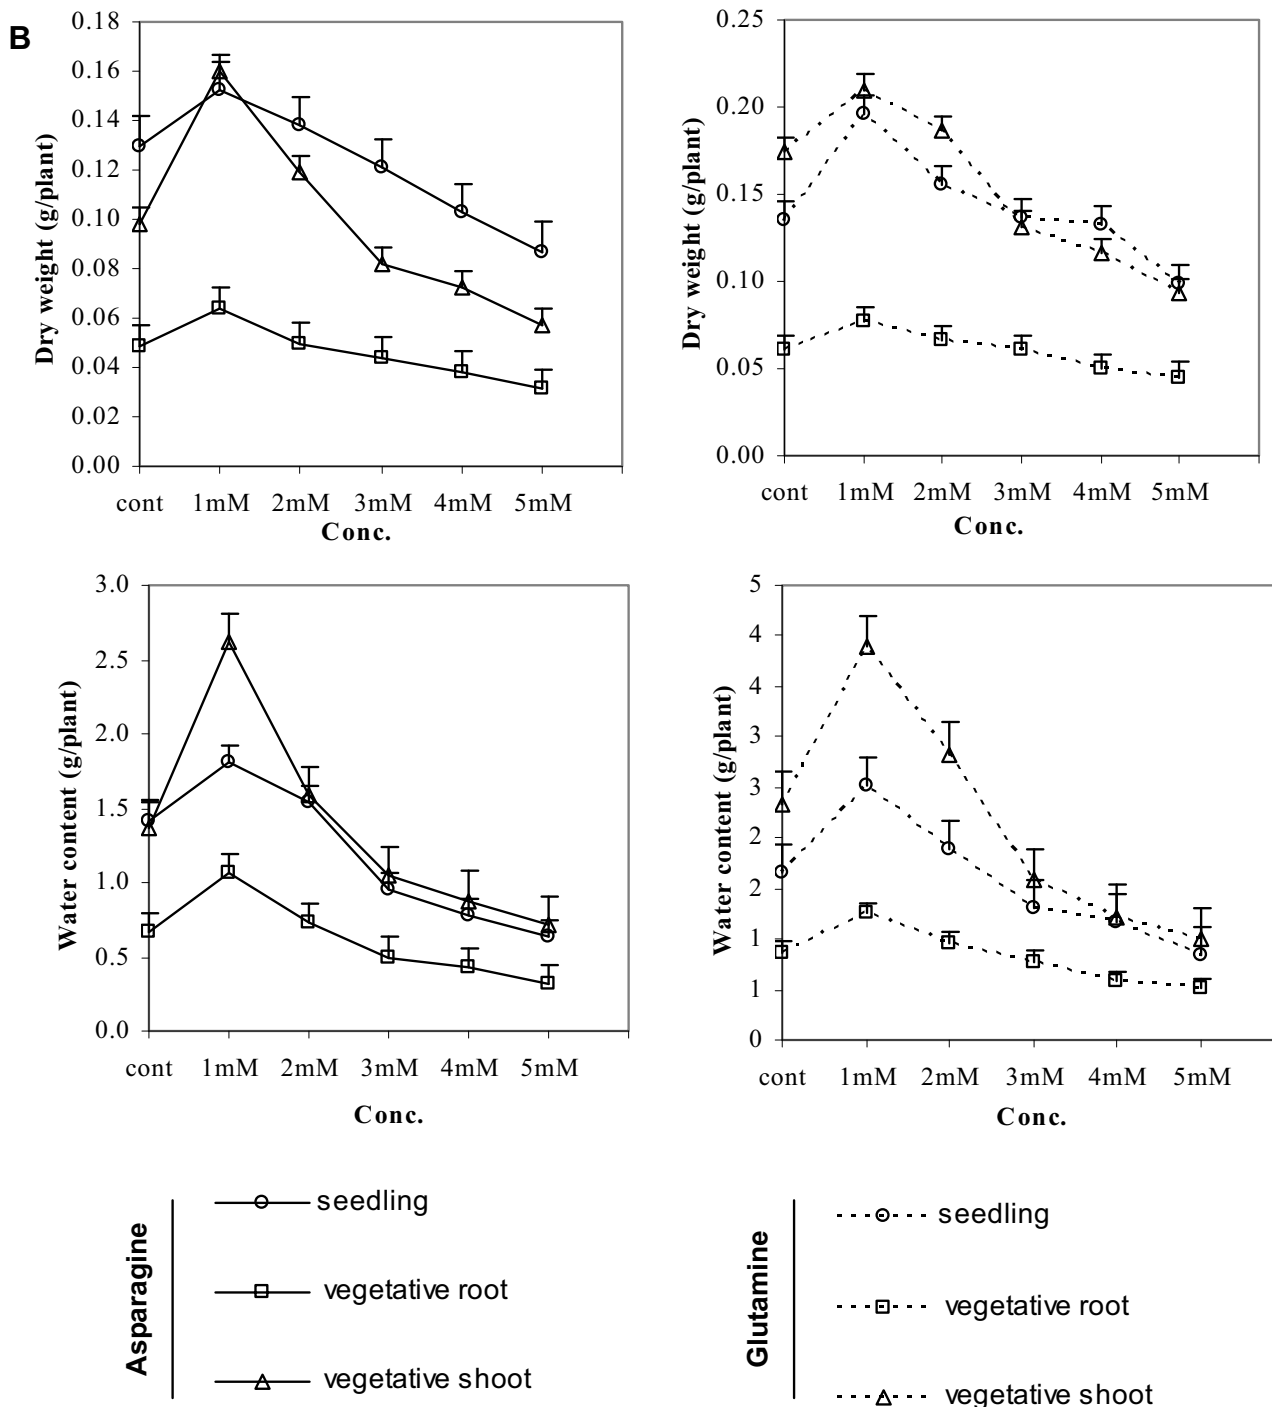 B
Dry weight (g/plant)
0.18
0.16
0.14
0.12
0.10
0.08
0.06
0.04
0.02
0.00
cont 1mM 2mM 3mM 4mM 5mM
Conc.
Dry weight (g/plant)
0.25
0.20
0.15
0.10
0.05
0.00
cont 1mM 2mM 3mM 4mM 5mM
Conc.
Water content (g/plant)
3.0
2.5
2.0
1.5
1.0
0.5
0.0
cont 1mM 2mM 3mM 4mM 5mM
Conc.
Water content (g/plant)
5
4
4
3
3
2
2
1
1
0
cont 1mM 2mM 3mM 4mM 5mM
Conc.
Asparagine
seedling
vegetative root
vegetative shoot
Glutamine
seedling
vegetative root
vegetative shoot